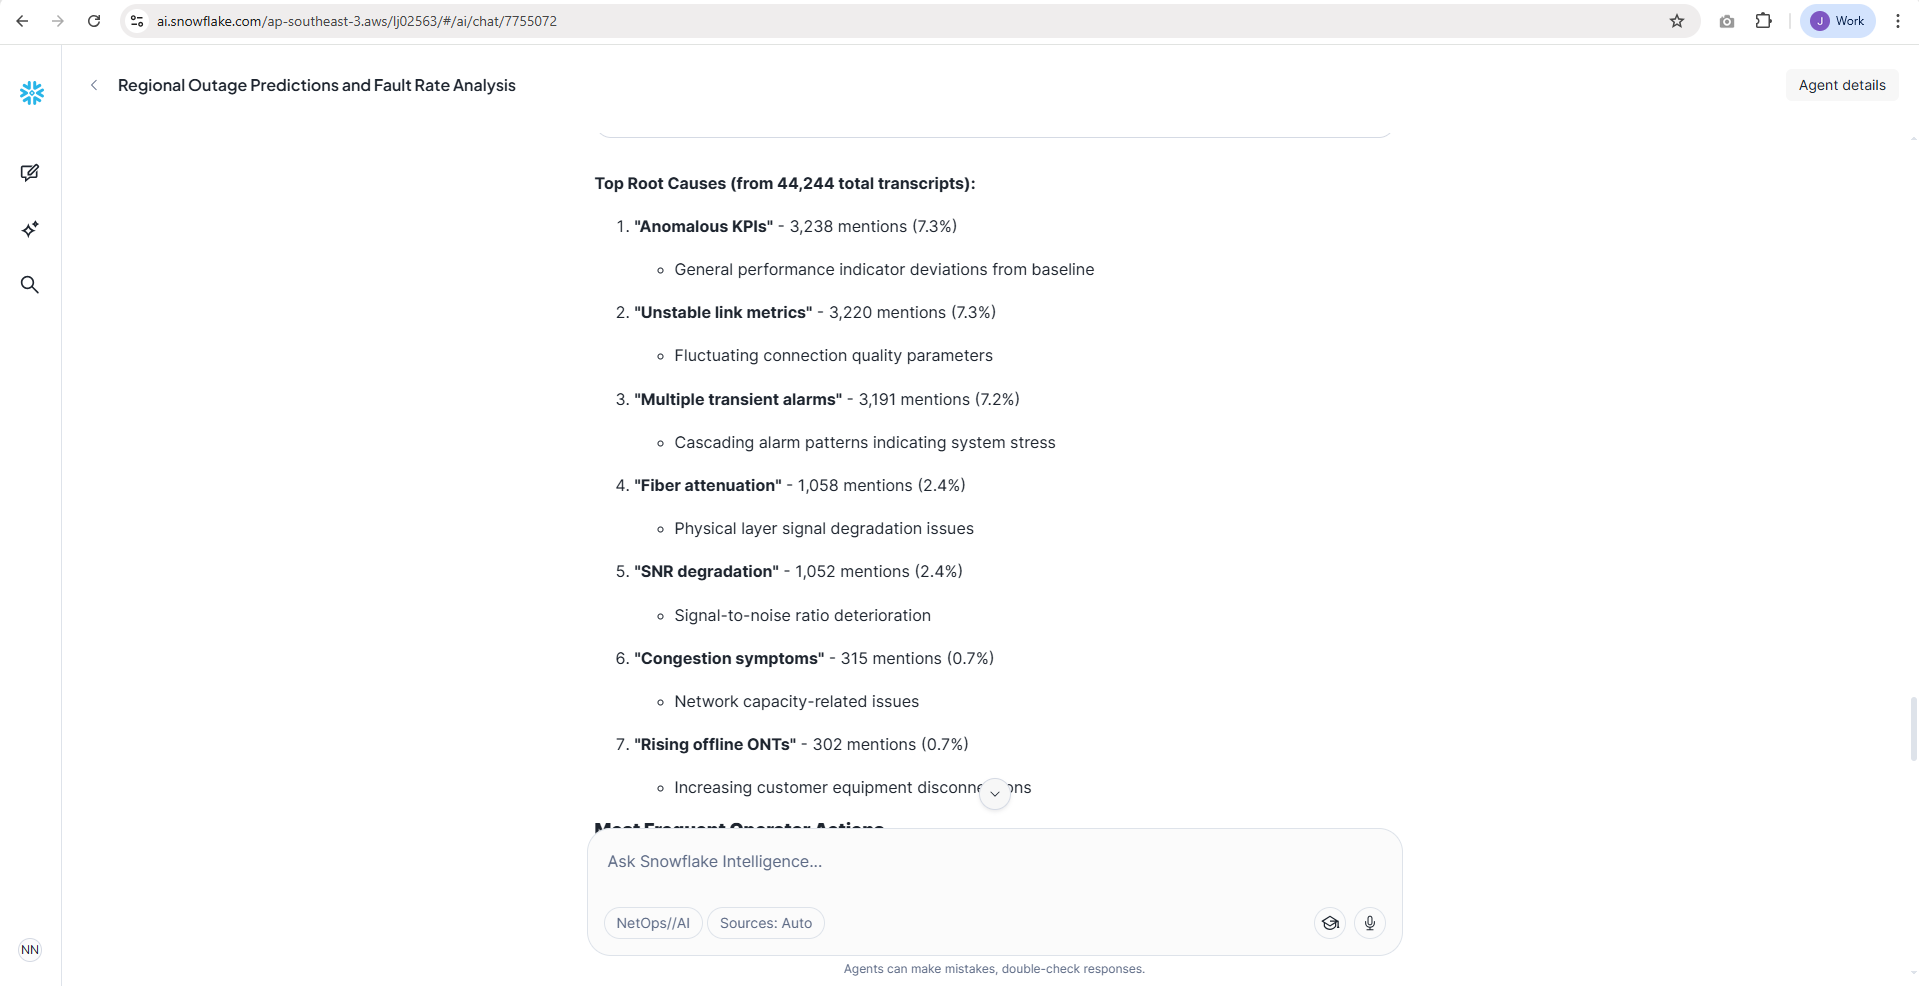 ai.snowflake.com/ap-southeast-3.aws/lj02563/#/ai/chat/7755072
J Work
Regional Outage Predictions and Fault Rate Analysis
Agent details
Top Root Causes (from 44,244 total transcripts):
1. "Anomalous KPIs" - 3,238 mentions (7.3%)
General performance indicator deviations from baseline
2. "Unstable link metrics" - 3,220 mentions (7.3%)
Fluctuating connection quality parameters
3. "Multiple transient alarms" - 3,191 mentions (7.2%)
Cascading alarm patterns indicating system stress
4. "Fiber attenuation" - 1,058 mentions (2.4%)
Physical layer signal degradation issues
5. "SNR degradation" - 1,052 mentions (2.4%)
Signal-to-noise ratio deterioration
6. "Congestion symptoms" - 315 mentions (0.7%)
Network capacity-related issues
7. "Rising offline ONTs" - 302 mentions (0.7%)
Increasing customer equipment
Most Frequent Operator Actions
Ask Snowflake Intelligence...
NetOps//AI
Sources: Auto
NN
Agents can make mistakes, double-check responses.